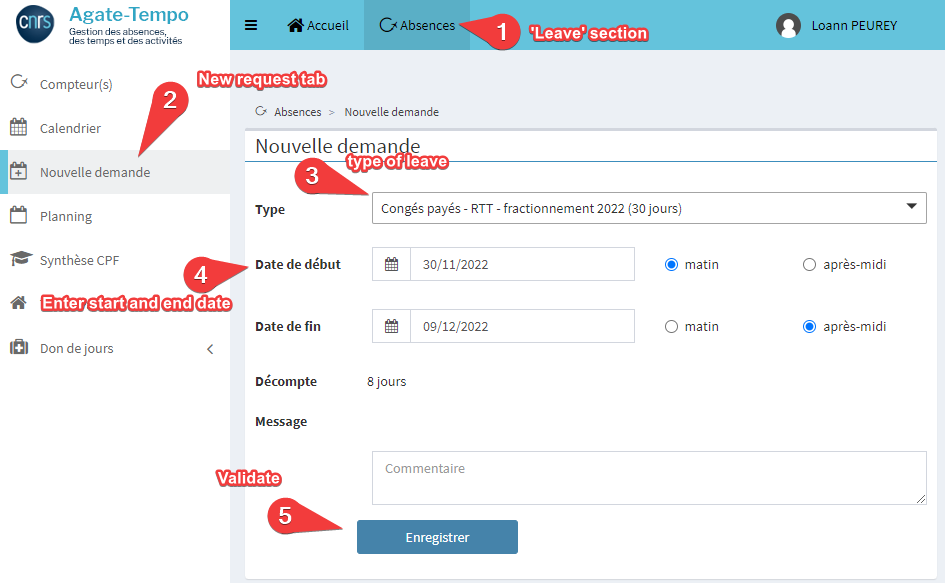 cnrs
Agate-Tempo
Gestion des absences,
des temps et des activités
Accueil
Absences
1
'Leave' section
Loann PEUREY
Compteur(s)
Calendrier
Nouvelle demande
Planning
Synthèse CPF
Don de jours
2
New request tab
Absences > Nouvelle demande
Nouvelle demande
3
type of leave
Type
Congés payés - RTT - fractionnement 2022 (30 jours)
4
Enter start and end date
Date de début
30/11/2022
matin
après-midi
Date de fin
09/12/2022
matin
après-midi
Décompte
8 jours
Message
Commentaire
Validate
5
Enregistrer